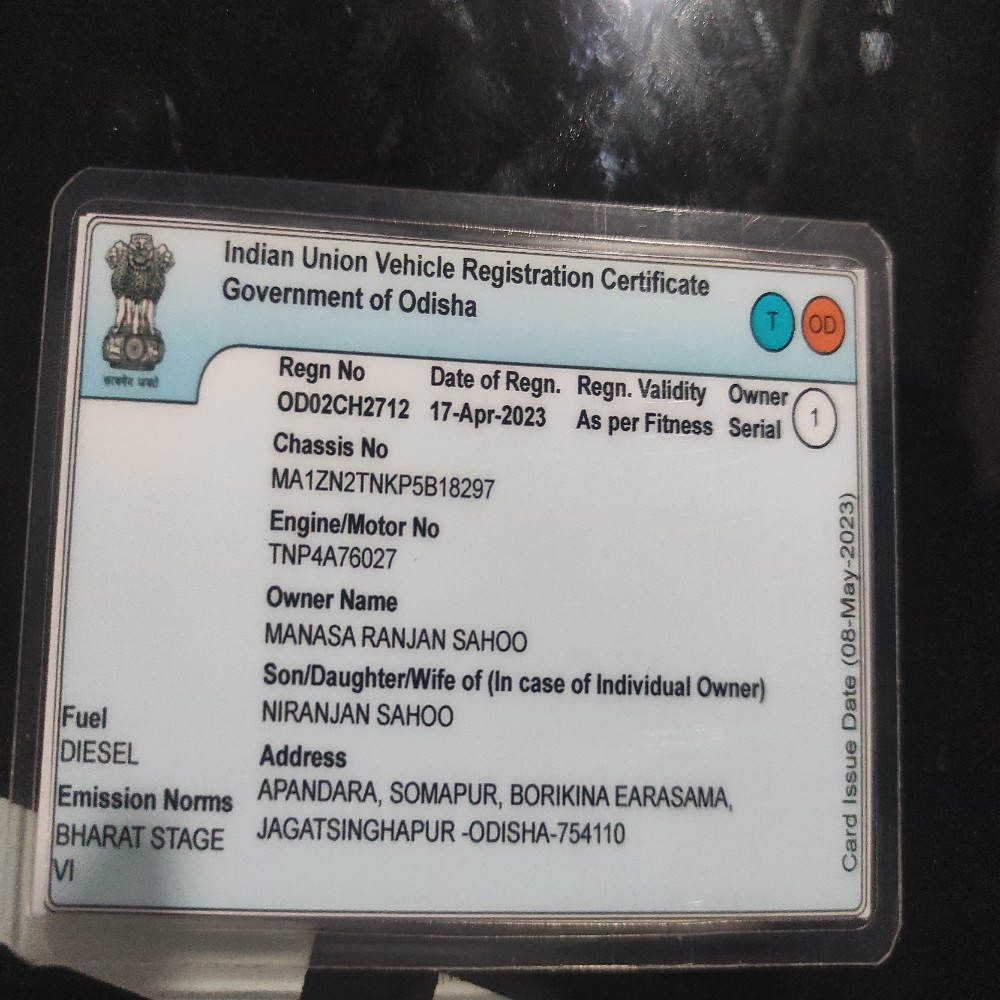 Indian Union Vehicle Registration Certificate
Government of Odisha
T OD
सत्यमेव जयते
Regn No Date of Regn. Regn. Validity Owner Serial 1
OD02CH2712 17-Apr-2023 As per Fitness
Chassis No
MA1ZN2TNKP5B18297
Engine/Motor No
TNP4A76027
Owner Name
MANASA RANJAN SAHOO
Son/Daughter/Wife of (In case of Individual Owner)
NIRANJAN SAHOO
Fuel
DIESEL
Emission Norms
BHARAT STAGE
VI
Address
APANDARA, SOMAPUR, BORIKINA EARASAMA,
JAGATSINGHAPUR -ODISHA-754110
Card Issue Date (08-May-2023)